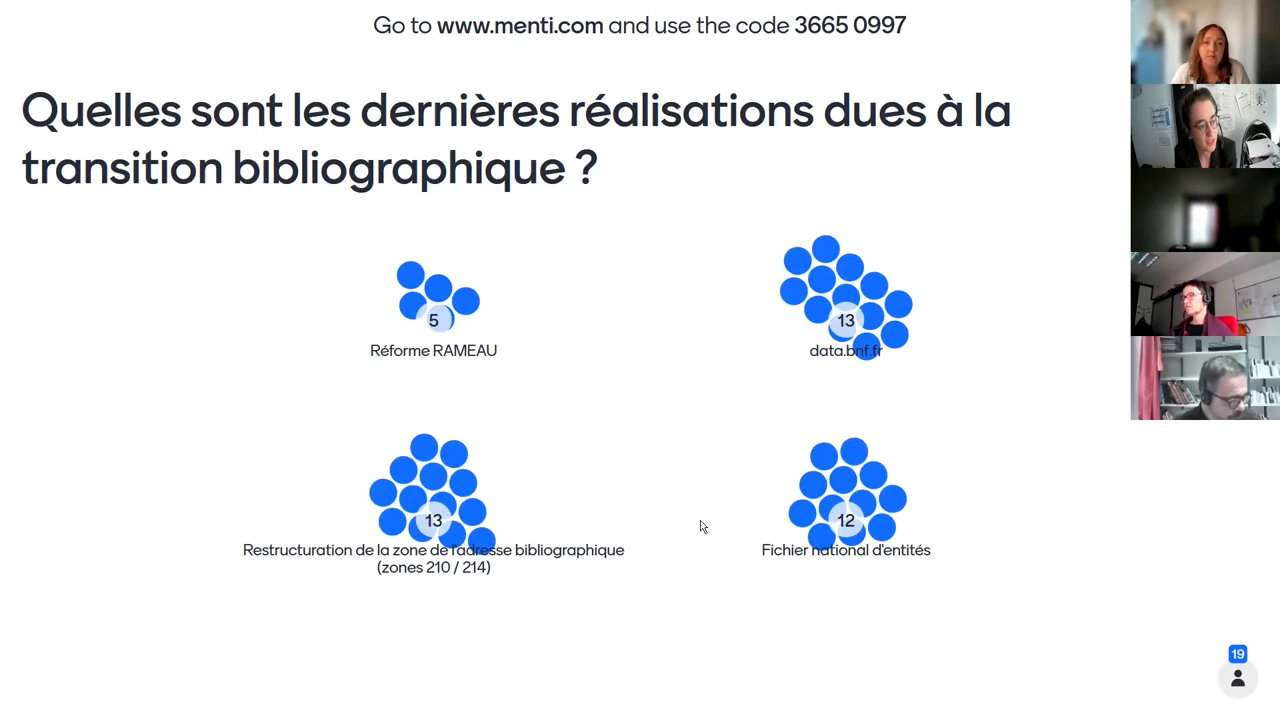 Go to www.menti.com and use the code 3665 0997
Quelles sont les dernières réalisations dues à la
transition bibliographique ?
5
Réforme RAMEAU
13
data.bnf.fr
13
Restructuration de la zone de l'adresse bibliographique
(zones 210 / 214)
12
Fichier national d'entités
19